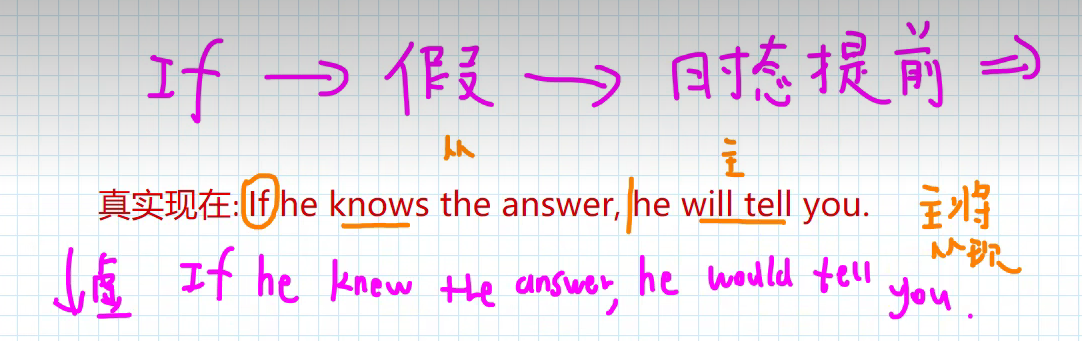 If → 假 → 时态提前 ⇒
从 主
真实现在: If he knows the answer, he will tell you.
主将
从现
↓虚 If he knew the answer, he would tell you.